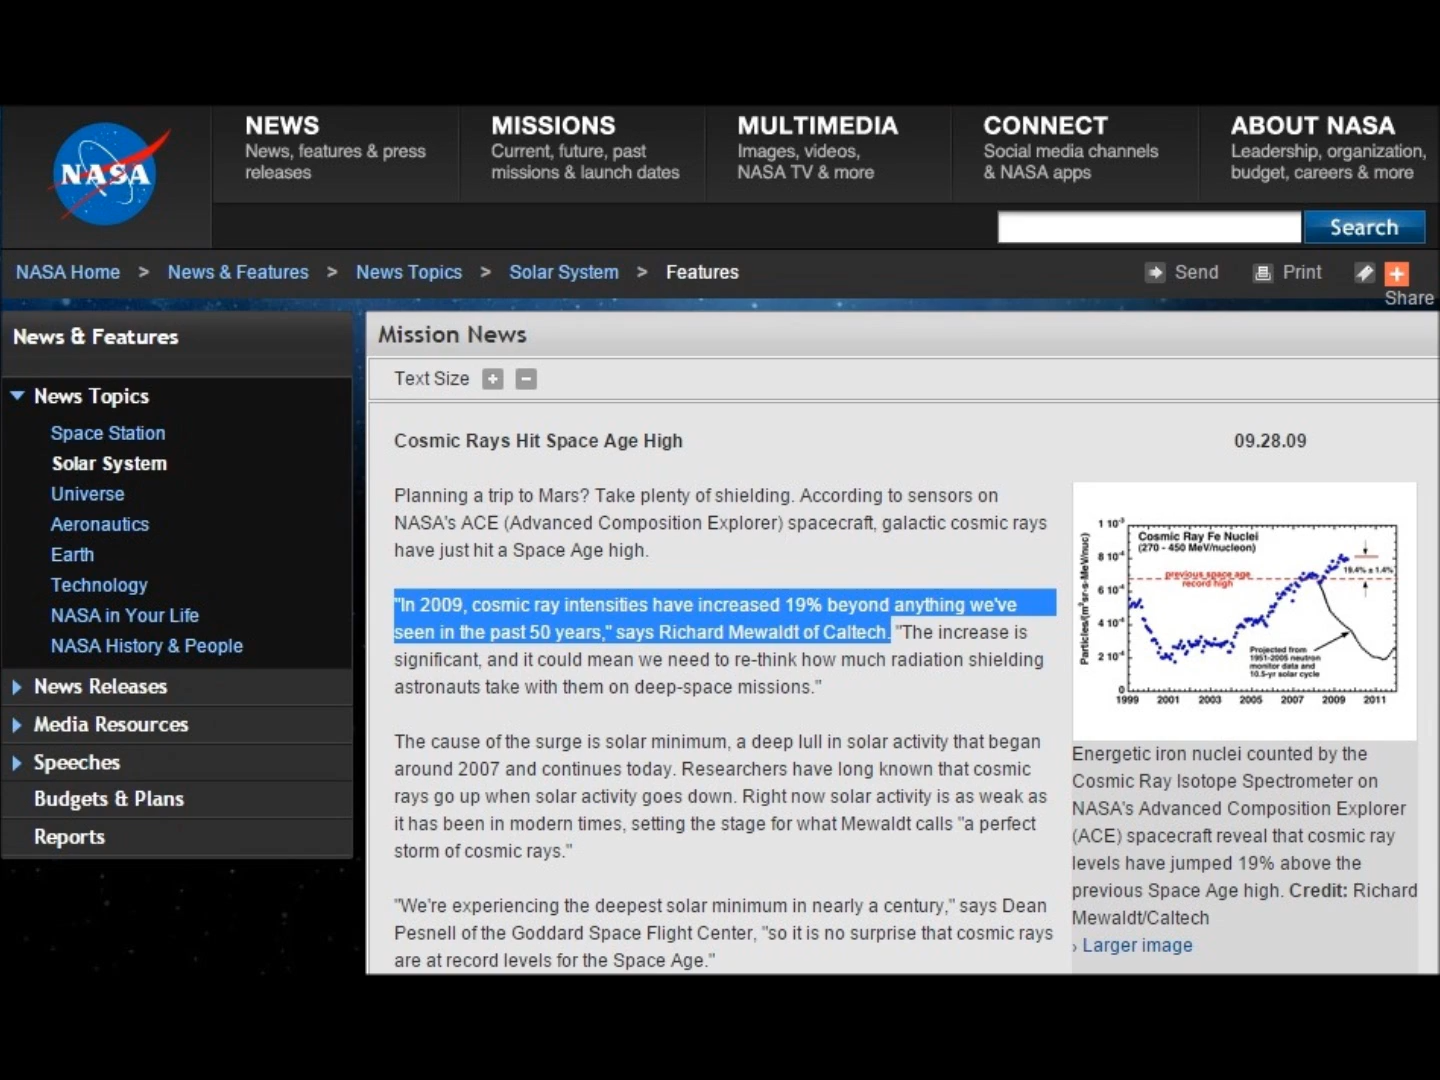 NASA
NEWS
News, features & press
releases
MISSIONS
Current, future, past
missions & launch dates
MULTIMEDIA
Images, videos,
NASA TV & more
CONNECT
Social media channels
& NASA apps
ABOUT NASA
Leadership, organization,
budget, careers & more
Search
NASA Home > News & Features > News Topics > Solar System > Features
Send
Print
Share
News & Features
News Topics
Space Station
Solar System
Universe
Aeronautics
Earth
Technology
NASA in Your Life
NASA History & People
News Releases
Media Resources
Speeches
Budgets & Plans
Reports
Mission News
Text Size + -
Cosmic Rays Hit Space Age High
09.28.09
Planning a trip to Mars? Take plenty of shielding. According to sensors on
NASA's ACE (Advanced Composition Explorer) spacecraft, galactic cosmic rays
have just hit a Space Age high.
"In 2009, cosmic ray intensities have increased 19% beyond anything we've
seen in the past 50 years," says Richard Mewaldt of Caltech. "The increase is
significant, and it could mean we need to re-think how much radiation shielding
astronauts take with them on deep-space missions."
The cause of the surge is solar minimum, a deep lull in solar activity that began
around 2007 and continues today. Researchers have long known that cosmic
rays go up when solar activity goes down. Right now solar activity is as weak as
it has been in modern times, setting the stage for what Mewaldt calls "a perfect
storm of cosmic rays."
"We're experiencing the deepest solar minimum in nearly a century," says Dean
Pesnell of the Goddard Space Flight Center, "so it is no surprise that cosmic rays
are at record levels for the Space Age."
Cosmic Ray Fe Nuclei
(270 - 450 MeV/nucleon)
previous space age
record high
19.4% ± 1.4%
Projected from
1951-2005 neutron
monitor data and
10.5-yr solar cycle
0
1999 2001 2003 2005 2007 2009 2011
Energetic iron nuclei counted by the
Cosmic Ray Isotope Spectrometer on
NASA's Advanced Composition Explorer
(ACE) spacecraft reveal that cosmic ray
levels have jumped 19% above the
previous Space Age high. Credit: Richard
Mewaldt/Caltech
› Larger image